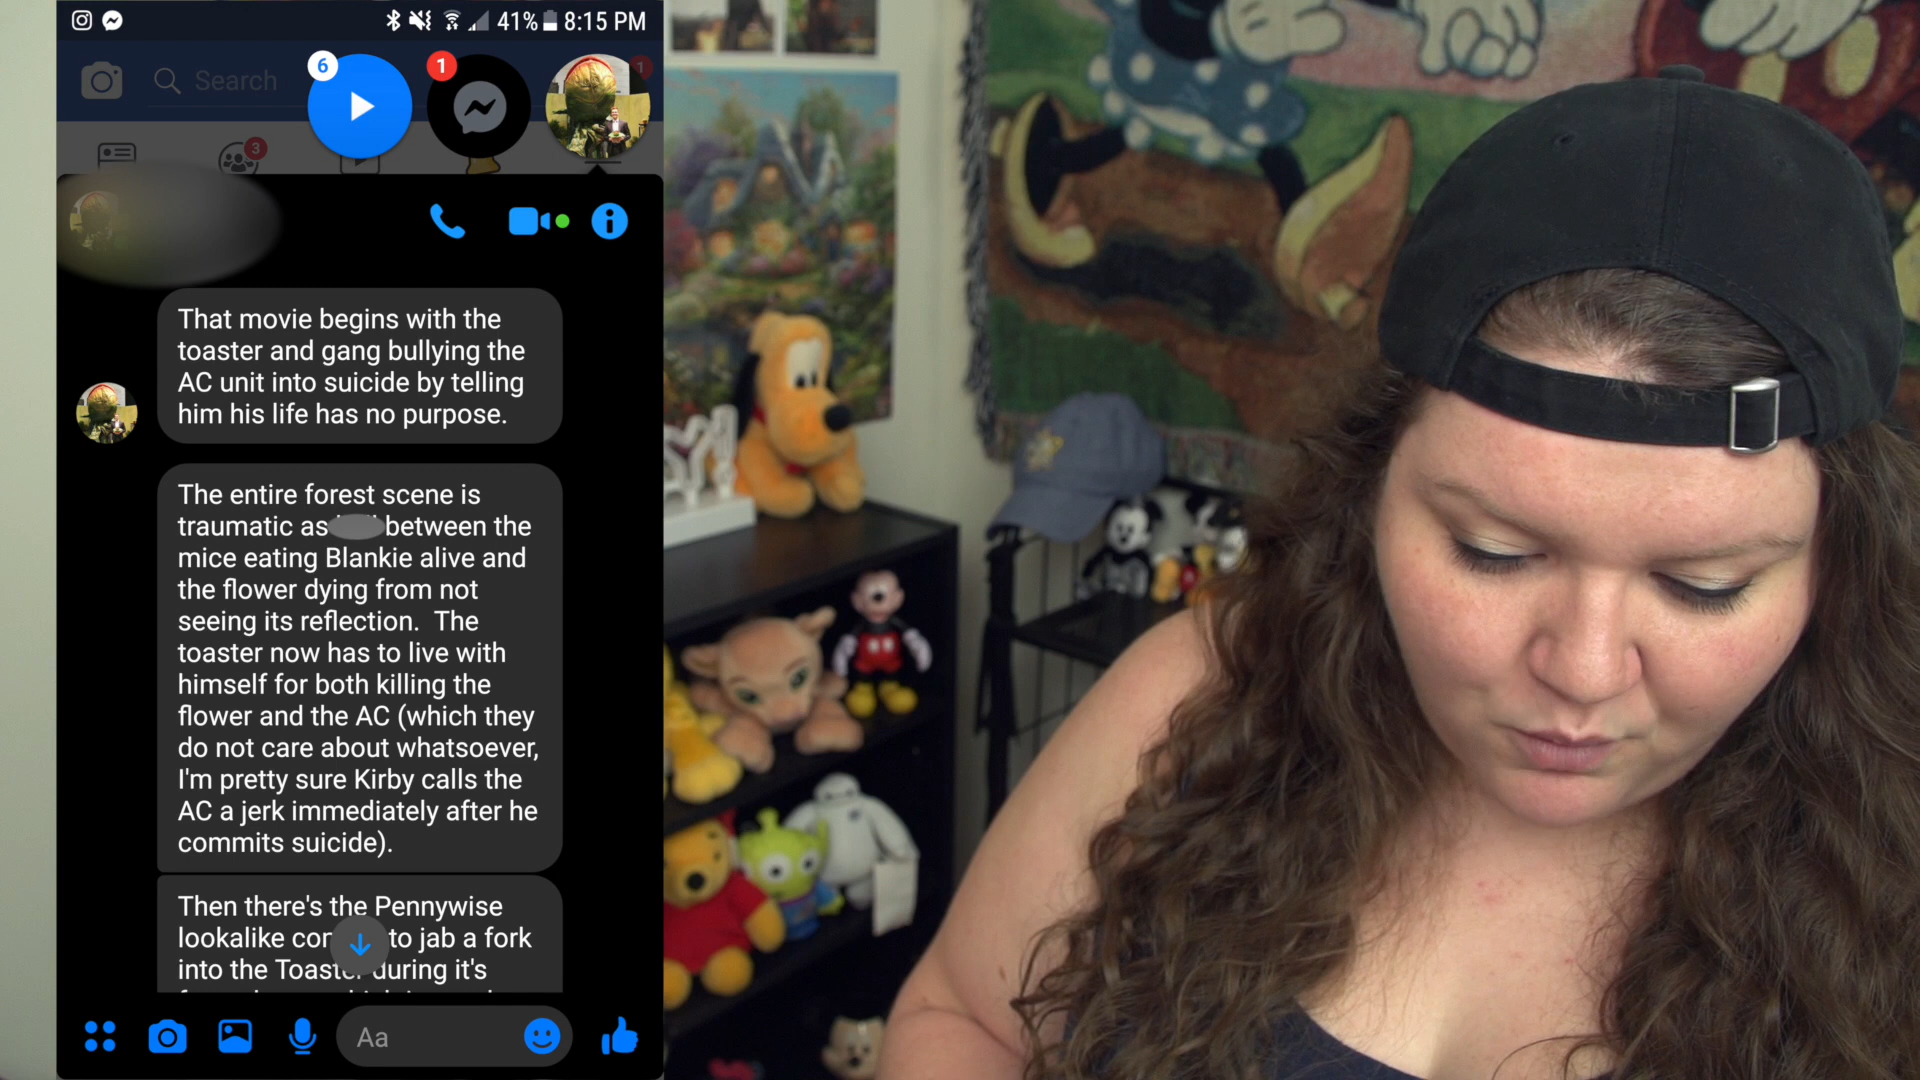 41% 8:15 PM
Search
6
1
1
3
That movie begins with the
toaster and gang bullying the
AC unit into suicide by telling
him his life has no purpose.
The entire forest scene is
traumatic as between the
mice eating Blankie alive and
the flower dying from not
seeing its reflection. The
toaster now has to live with
himself for both killing the
flower and the AC (which they
do not care about whatsoever,
I'm pretty sure Kirby calls the
AC a jerk immediately after he
commits suicide).
Then there's the Pennywise
lookalike to jab a fork
into the Toaster during it's
Aa